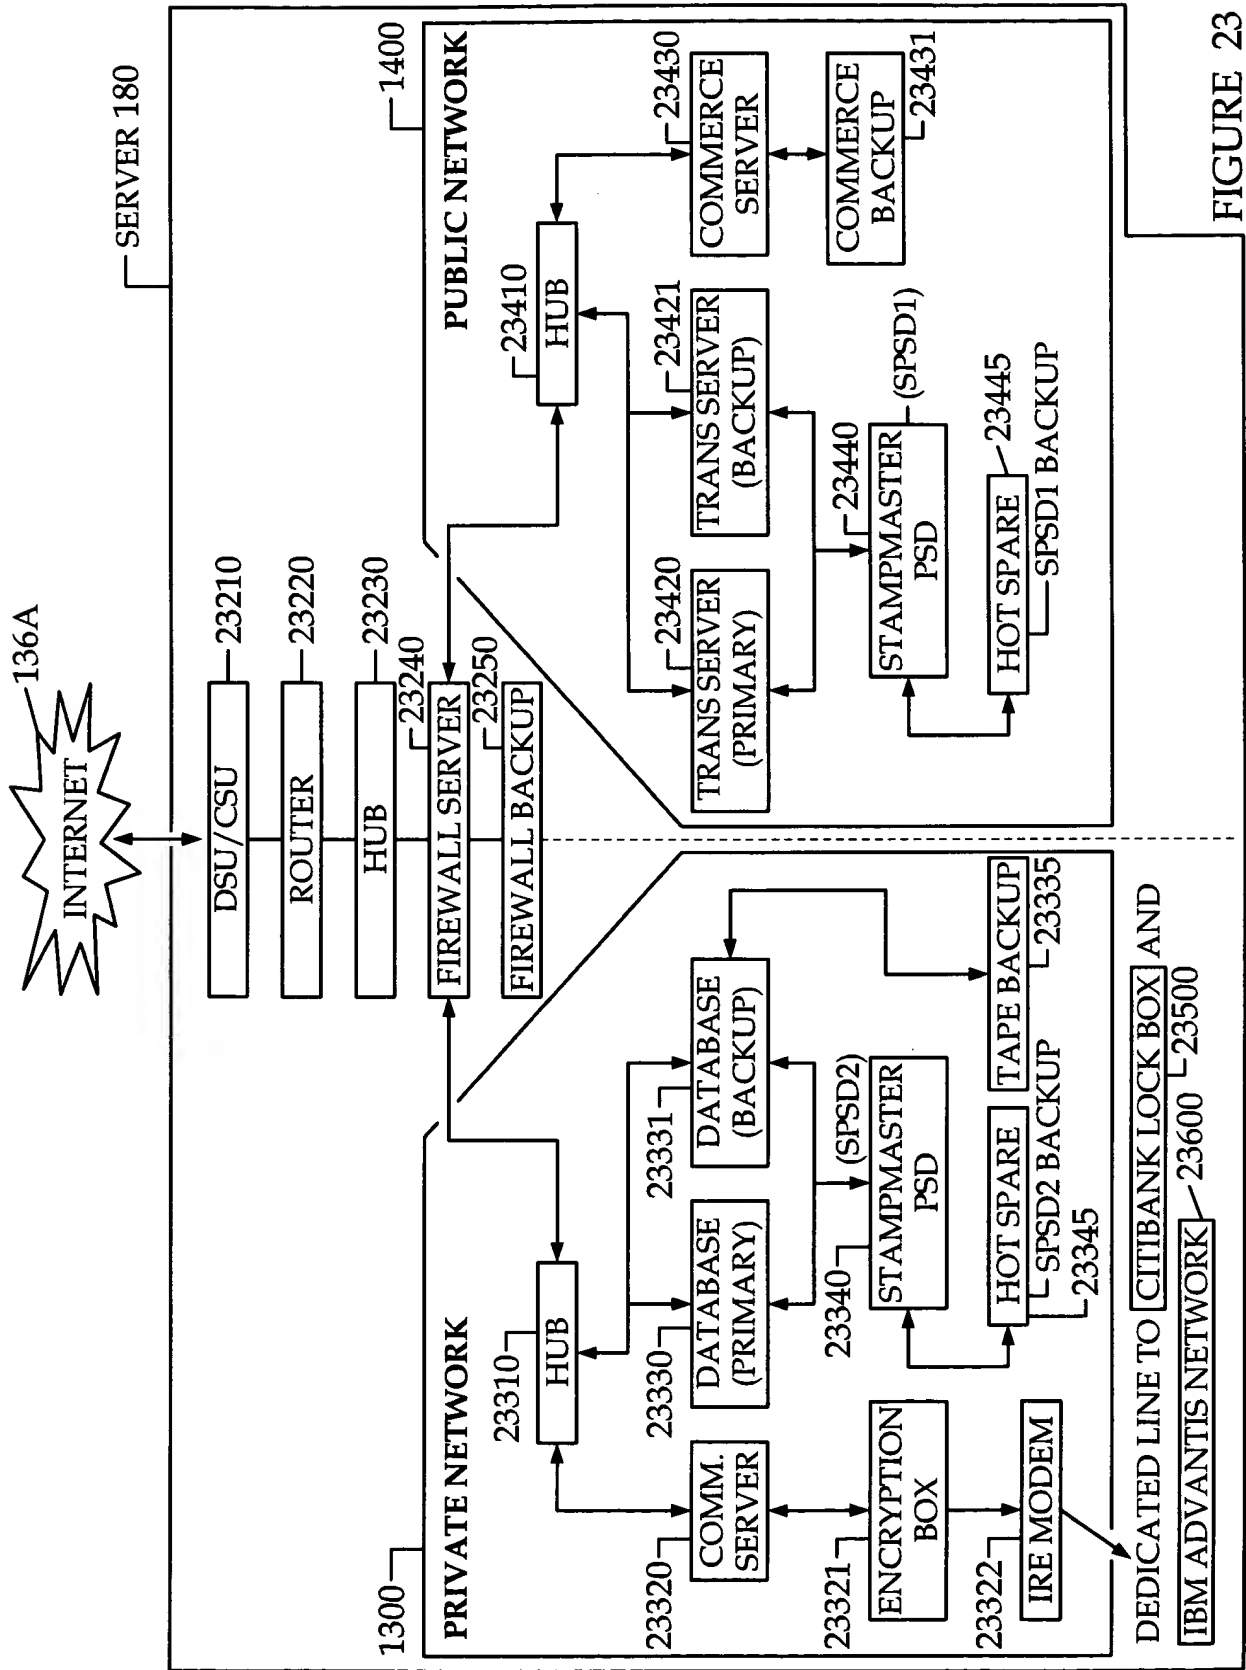 INTERNET
136A
SERVER 180
DSU/CSU
23210
ROUTER
23220
HUB
23230
FIREWALL SERVER
23240
FIREWALL BACKUP
23250
1300
PRIVATE NETWORK
23310
HUB
23320
COMM.
SERVER
23321
ENCRYPTION
BOX
23322
IRE MODEM
23330
DATABASE
(PRIMARY)
23331
DATABASE
(BACKUP)
23340
(SPSD2)
STAMPMASTER
PSD
HOT SPARE
SPSD2 BACKUP
23345
TAPE BACKUP
23335
DEDICATED LINE TO CITIBANK LOCK BOX AND
23500
IBM ADVANTIS NETWORK
23600
1400
PUBLIC NETWORK
23410
HUB
23420
TRANS SERVER
(PRIMARY)
23421
TRANS SERVER
(BACKUP)
23430
COMMERCE
SERVER
COMMERCE
BACKUP
23431
23440
STAMPMASTER
PSD
(SPSD1)
HOT SPARE
23445
SPSD1 BACKUP
FIGURE 23